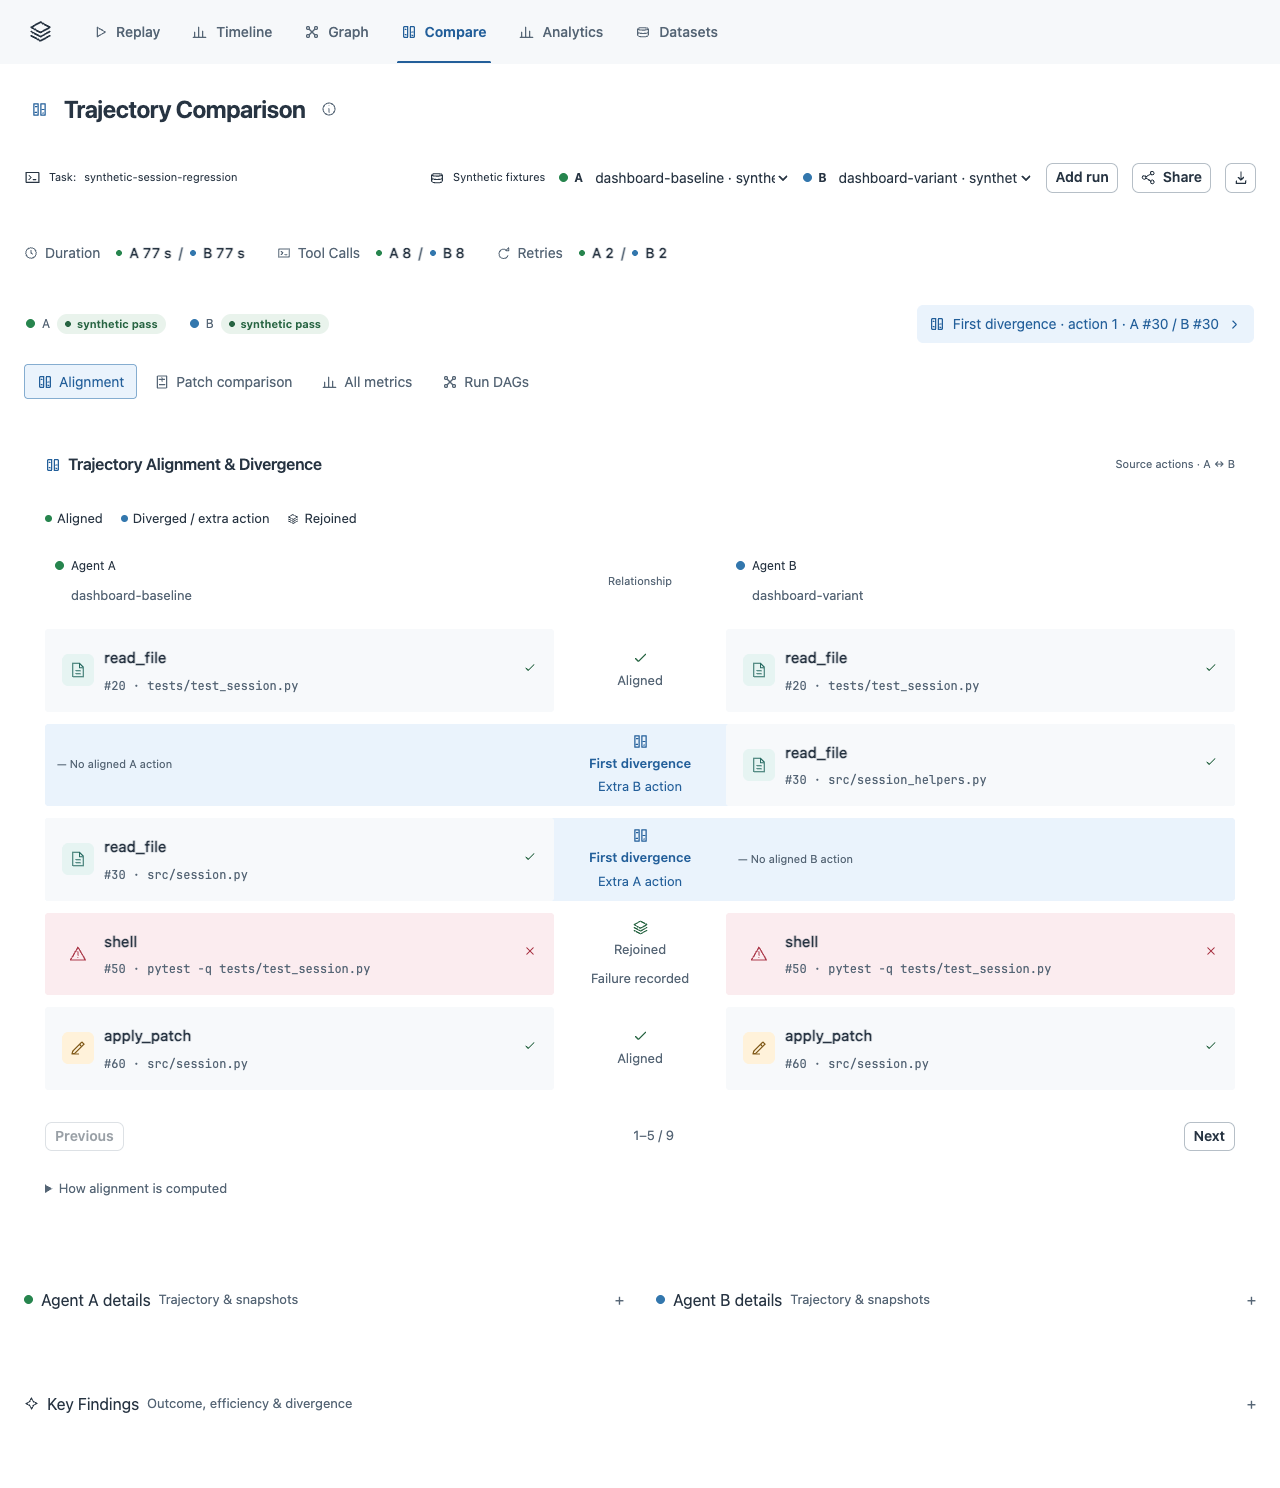 Replay Timeline Graph Compare Analytics Datasets
Trajectory Comparison
Task: synthetic-session-regression Synthetic fixtures A dashboard-baseline · synthe B dashboard-variant · synthet Add run Share
Duration A 77 s / B 77 s Tool Calls A 8 / B 8 Retries A 2 / B 2
A synthetic pass B synthetic pass First divergence · action 1 · A #30 / B #30
Alignment Patch comparison All metrics Run DAGs
Trajectory Alignment & Divergence Source actions · A ↔ B
Aligned Diverged / extra action Rejoined
Agent A Relationship Agent B
dashboard-baseline dashboard-variant
read_file Aligned read_file
#20 · tests/test_session.py #20 · tests/test_session.py
— No aligned A action First divergence read_file
Extra B action #30 · src/session_helpers.py
read_file First divergence — No aligned B action
#30 · src/session.py Extra A action
shell Rejoined shell
#50 · pytest -q tests/test_session.py Failure recorded #50 · pytest -q tests/test_session.py
apply_patch Aligned apply_patch
#60 · src/session.py #60 · src/session.py
Previous 1–5 / 9 Next
How alignment is computed
Agent A details Trajectory & snapshots + Agent B details Trajectory & snapshots +
Key Findings Outcome, efficiency & divergence +